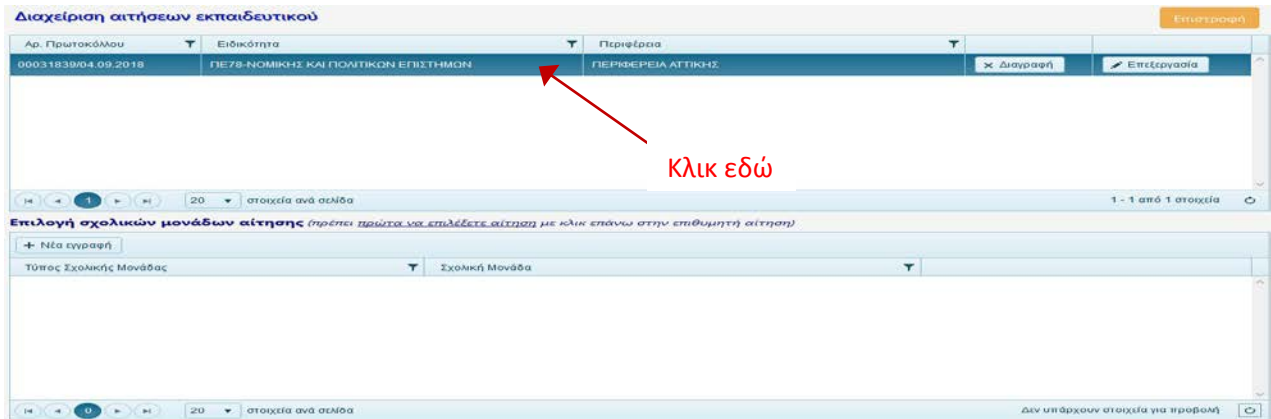 Διαχείριση αιτήσεων εκπαιδευτικού
Επιστροφή
Αρ. Πρωτοκόλλου Ειδικότητα Περιφέρεια
00031839/04.09.2018 ΠΕ78-ΝΟΜΙΚΗΣ ΚΑΙ ΠΟΛΙΤΙΚΩΝ ΕΠΙΣΤΗΜΩΝ ΠΕΡΙΦΕΡΕΙΑ ΑΤΤΙΚΗΣ Διαγραφή Επεξεργασία
Κλικ εδώ
1 20 στοιχεία ανά σελίδα 1 - 1 από 1 στοιχεία
Επιλογή σχολικών μονάδων αίτησης (πρέπει πρώτα να επιλέξετε αίτηση με κλικ επάνω στην επιθυμητή αίτηση)
+ Νέα εγγραφή
Τύπος Σχολικής Μονάδας Σχολική Μονάδα
0 20 στοιχεία ανά σελίδα Δεν υπάρχουν στοιχεία για προβολή